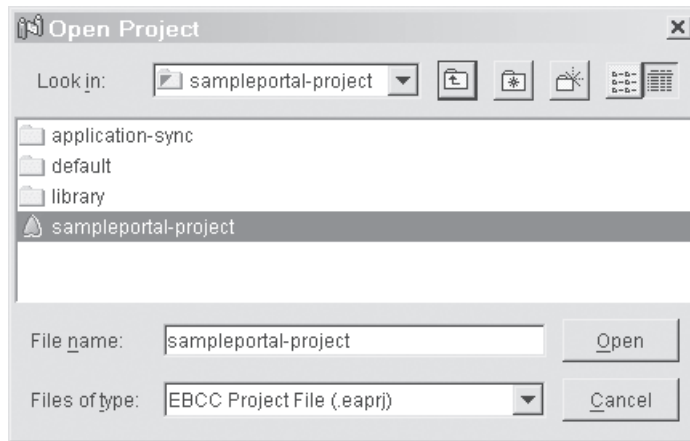 Open Project
Look in: sampleportal-project
application-sync
default
library
sampleportal-project
File name: sampleportal-project Open
Files of type: EBCC Project File (.eaprj) Cancel